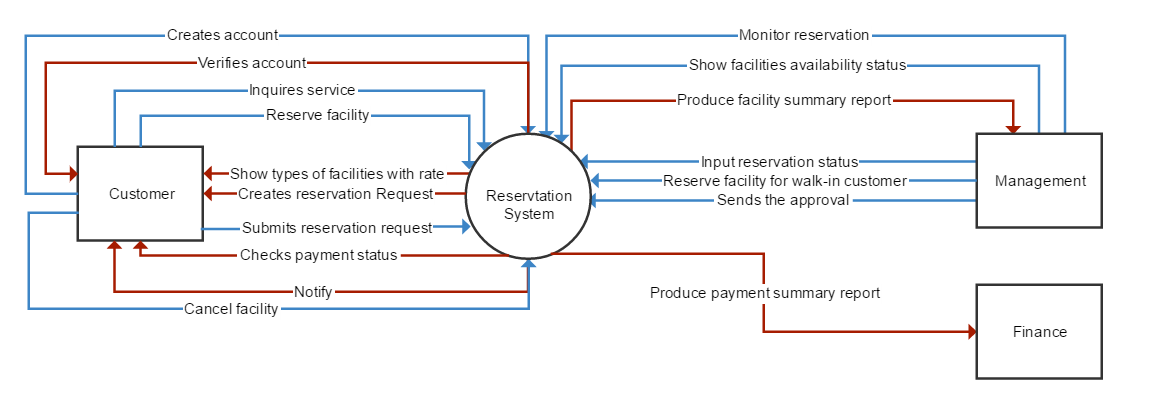 Creates account
Monitor reservation
Verifies account
Show facilities availability status
Inquires service
Produce facility summary report
Reserve facility
Input reservation status
Show types of facilities with rate
Reserve facility for walk-in customer
Customer
Creates reservation Request
Reservtation
System
Management
Sends the approval
Submits reservation request
Checks payment status
Notify
Produce payment summary report
Cancel facility
Finance